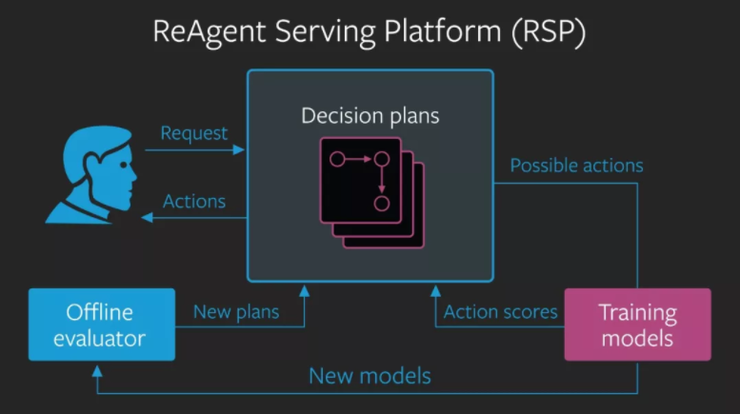 ReAgent Serving Platform (RSP)
Decision plans
Request
Possible actions
Actions
Offline
evaluator
New plans
Action scores
Training
models
New models